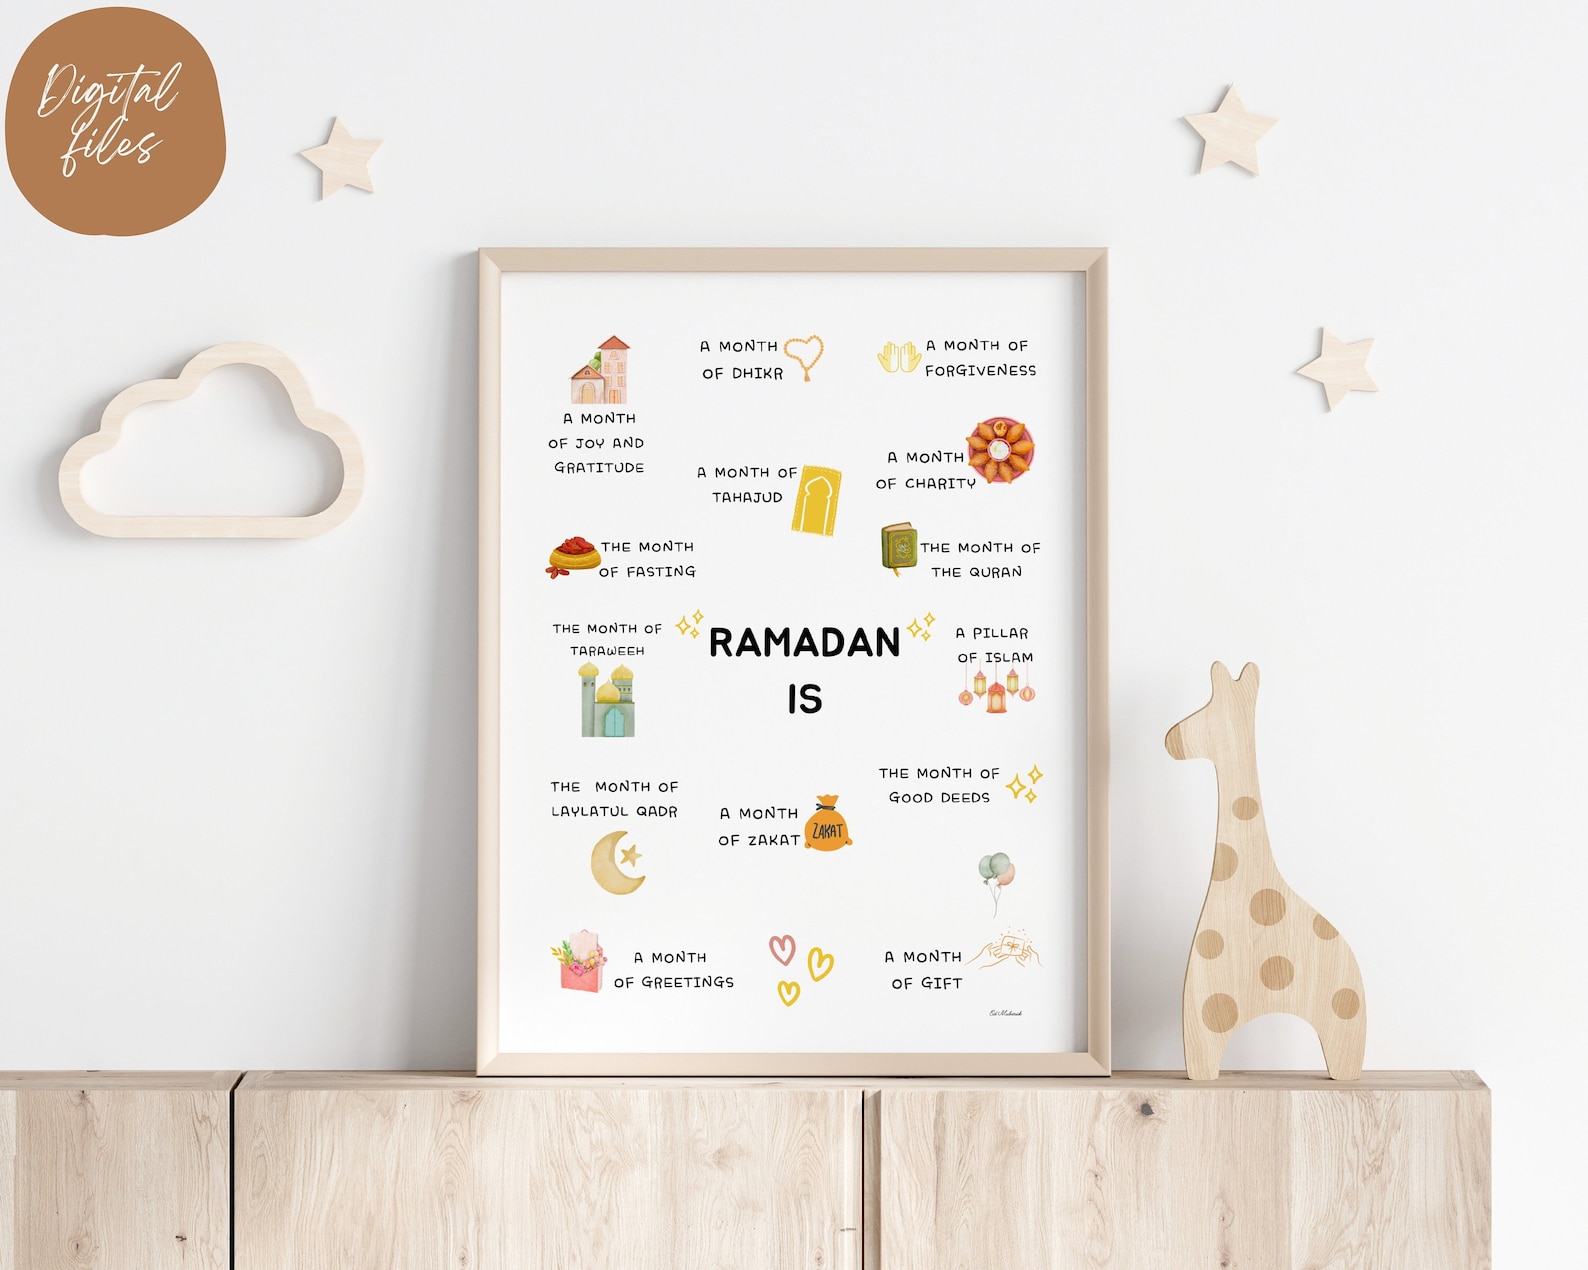 Digital
files
A MONTH
OF JOY AND
GRATITUDE
A MONTH
OF DHIKR
A MONTH OF
FORGIVENESS
A MONTH OF
TAHAJUD
A MONTH
OF CHARITY
THE MONTH
OF FASTING
THE MONTH OF
THE QURAN
THE MONTH OF
TARAWEEH
RAMADAN
IS
A PILLAR
OF ISLAM
THE MONTH OF
LAYLATUL QADR
A MONTH
OF ZAKAT
ZAKAT
THE MONTH OF
GOOD DEEDS
A MONTH
OF GREETINGS
A MONTH
OF GIFT
Eid Mubarak